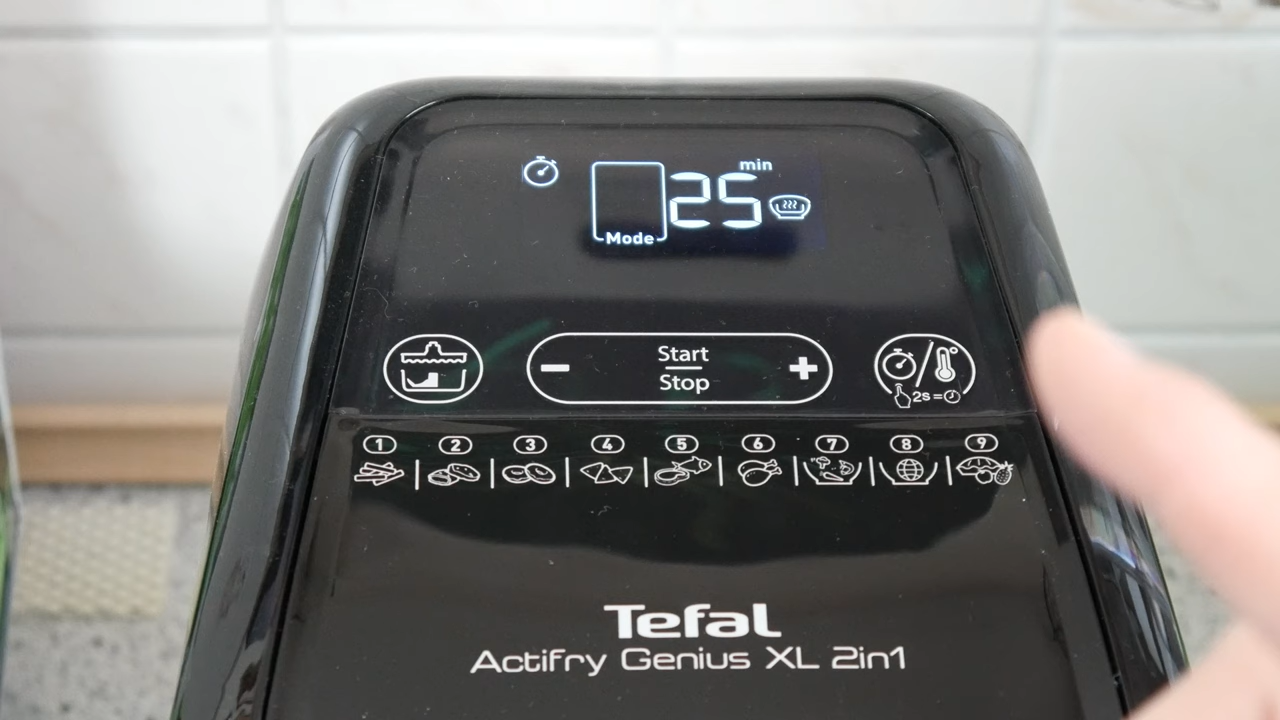 min
25
Mode
- Start Stop +
2s=
1 2 3 4 5 6 7 8 9
Tefal
Actifry Genius XL 2in1